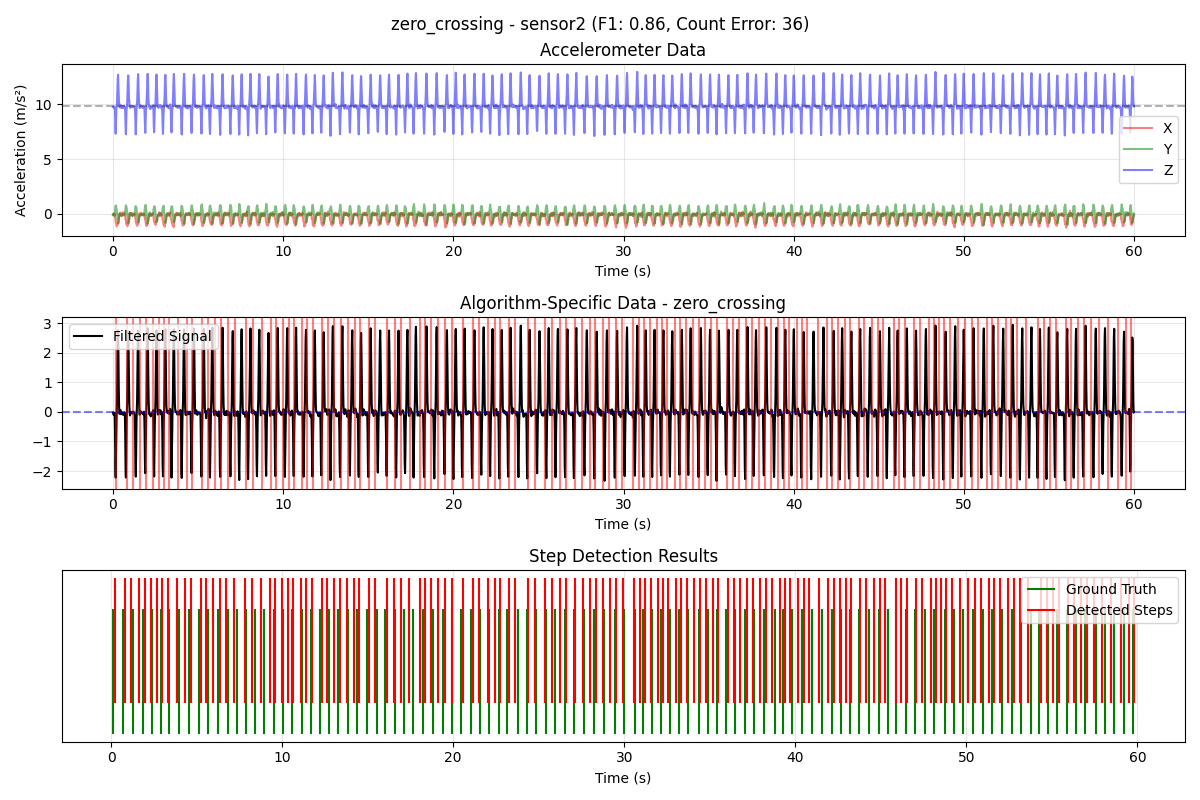 zero_crossing - sensor2 (F1: 0.86, Count Error: 36)
Accelerometer Data
Acceleration (m/s²)
10
5
0
X
Y
Z
0 10 20 30 40 50 60
Time (s)
Algorithm-Specific Data - zero_crossing
3
2
1
0
−1
−2
Filtered Signal
0 10 20 30 40 50 60
Time (s)
Step Detection Results
Ground Truth
Detected Steps
0 10 20 30 40 50 60
Time (s)